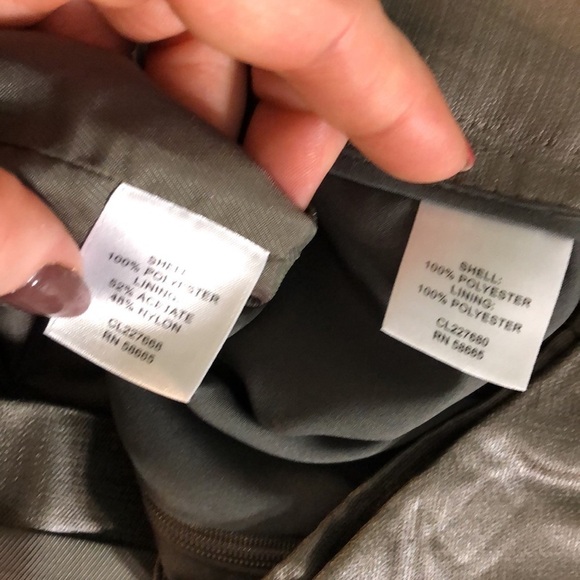 SHELL:
100% POLYESTER
LINING:
52% ACETATE
48% NYLON
CL227668
RN 58665
SHELL:
100% POLYESTER
LINING:
100% POLYESTER
CL227680
RN 58665